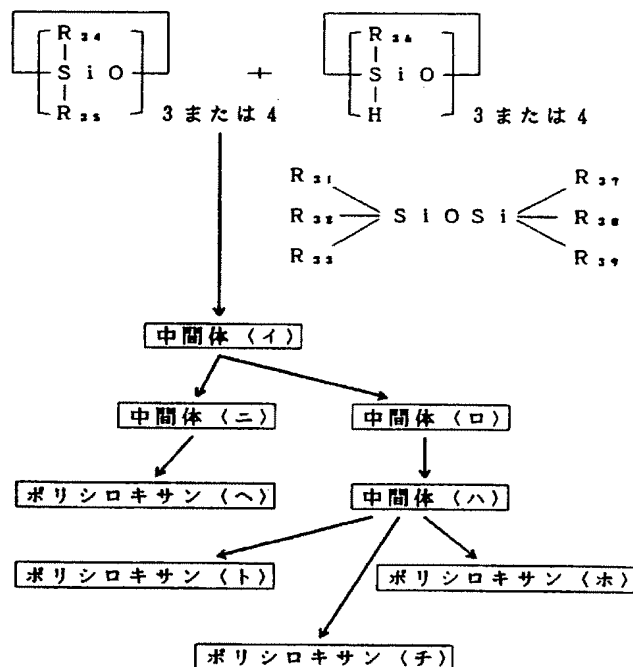 R₃₄ R₃₆
S i O + S i O
R₃₅ 3 または 4 H 3 または 4
R₃₁ R₃₇
R₃₂ S i O S i R₃₈
R₃₃ R₃₉
中間体〈イ〉
中間体〈ニ〉 中間体〈ロ〉
ポリシロキサン〈ヘ〉 中間体〈ハ〉
ポリシロキサン〈ト〉 ポリシロキサン〈ホ〉
ポリシロキサン〈チ〉